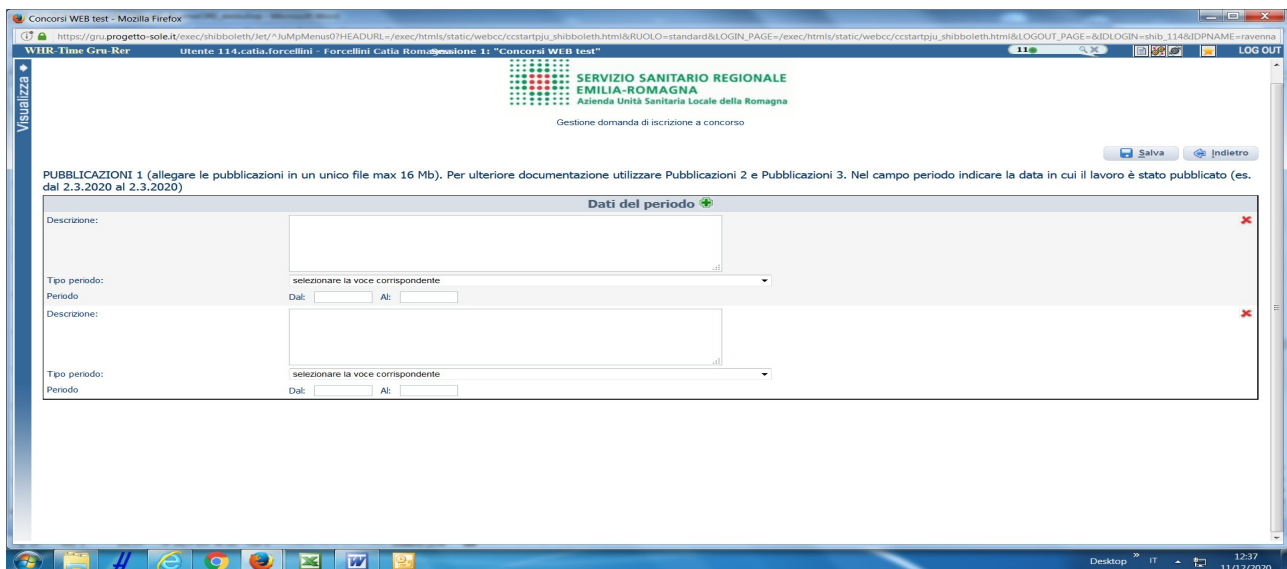 Concorsi WEB test - Mozilla Firefox
https://gru.progetto-sole.it/exec/shibboleth/Jet/^JuMpMenus0?HEADURL=/exec/htmls/static/webcc/ccstartpju_shibboleth.html&RUOLO=standard&LOGIN_PAGE=/exec/htmls/static/webcc/ccstartpju_shibboleth.html&LOGOUT_PAGE=&IDLOGIN=shib_114&IDPNAME=ravenna
WHR-Time Gru-Rer Utente 114.catia.forcellini - Forcellini Catia Sessione 1: "Concorsi WEB test" 11 LOG OUT
Visualizza
SERVIZIO SANITARIO REGIONALE
EMILIA-ROMAGNA
Azienda Unità Sanitaria Locale della Romagna
Gestione domanda di iscrizione a concorso
Salva Indietro
PUBBLICAZIONI 1 (allegare le pubblicazioni in un unico file max 16 Mb). Per ulteriore documentazione utilizzare Pubblicazioni 2 e Pubblicazioni 3. Nel campo periodo indicare la data in cui il lavoro è stato pubblicato (es.
dal 2.3.2020 al 2.3.2020)
Dati del periodo
Descrizione:
Tipo periodo: selezionare la voce corrispondente
Periodo Dal: Al:
Descrizione:
Tipo periodo: selezionare la voce corrispondente
Periodo Dal: Al:
Desktop » IT 12:37
11/12/2020